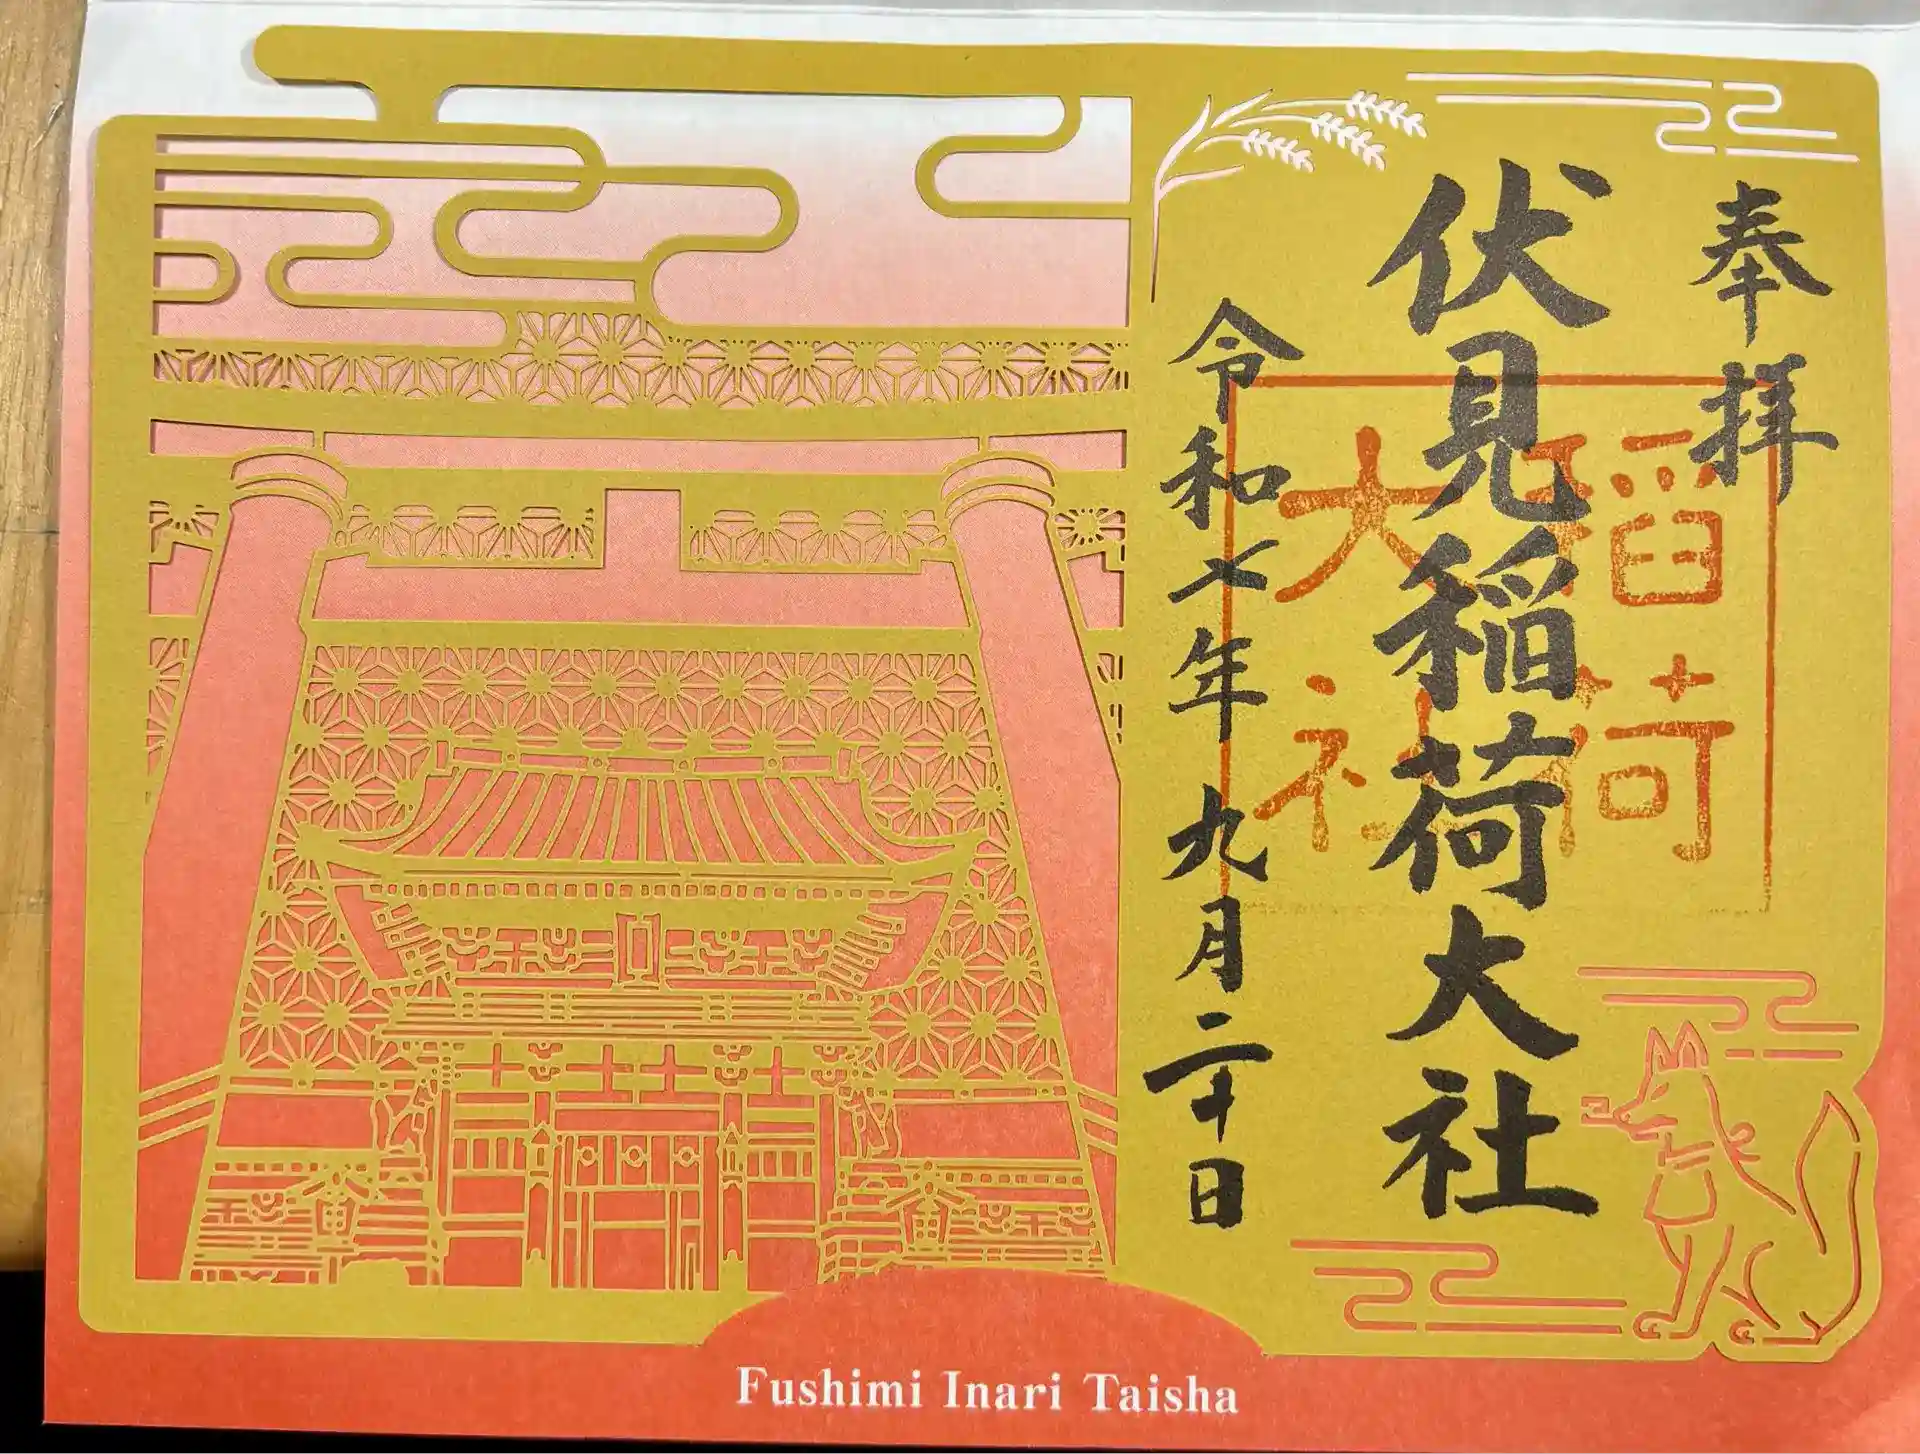 奉拝
伏見稲荷大社
稲荷
大社
令和七年九月二十日
Fushimi Inari Taisha